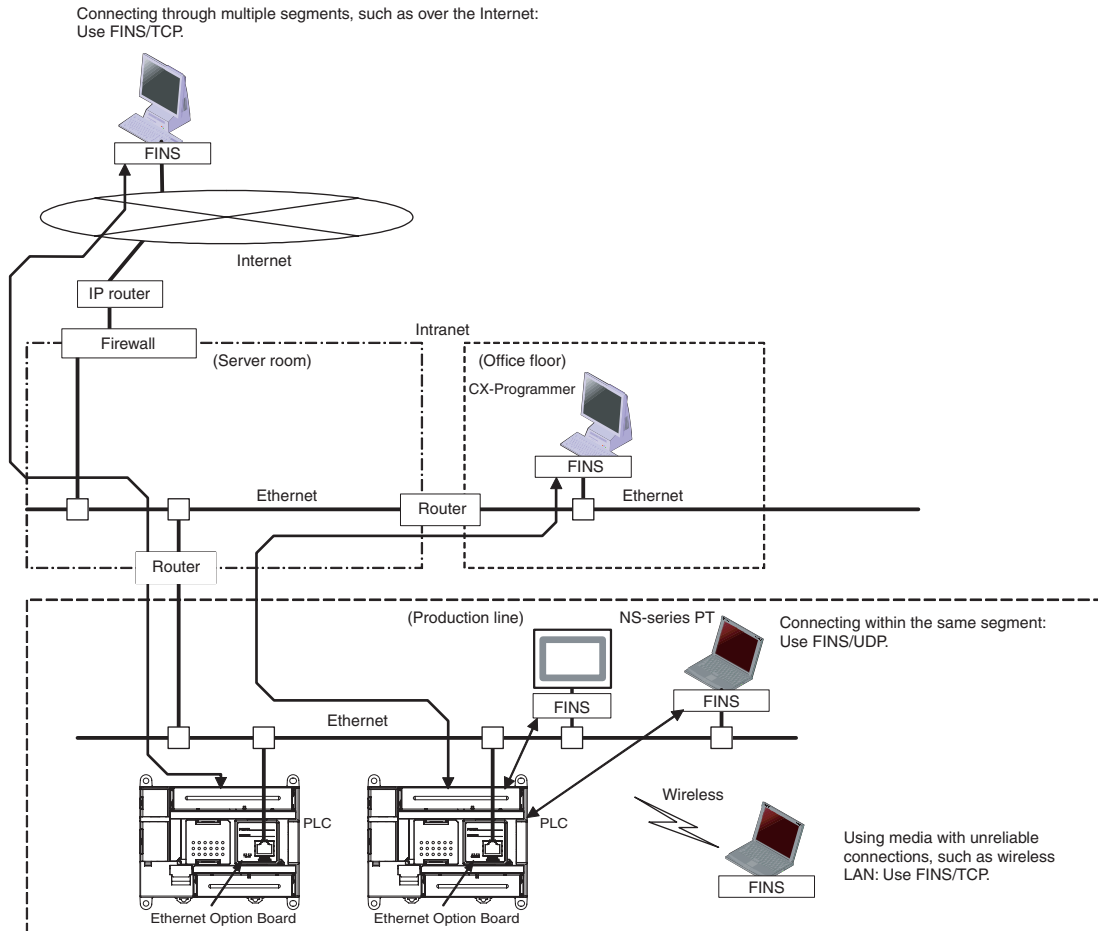 Connecting through multiple segments, such as over the Internet:
Use FINS/TCP.
FINS
Internet
IP router
Intranet
Firewall
(Server room)
(Office floor)
CX-Programmer
FINS
Ethernet
Router
Ethernet
Router
(Production line)
NS-series PT
Connecting within the same segment:
Use FINS/UDP.
FINS
FINS
Ethernet
Wireless
PLC
PLC
Using media with unreliable
connections, such as wireless
LAN: Use FINS/TCP.
FINS
Ethernet Option Board
Ethernet Option Board